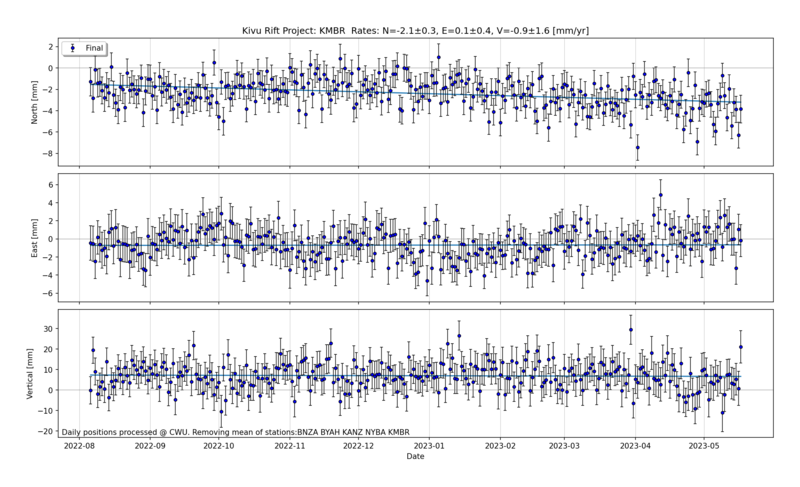 Kivu Rift Project: KMBR Rates: N=-2.1±0.3, E=0.1±0.4, V=-0.9±1.6 [mm/yr]
Final
North [mm]
2
0
−2
−4
−6
−8
East [mm]
6
4
2
0
−2
−4
−6
Vertical [mm]
30
20
10
0
−10
−20
Daily positions processed @ CWU. Removing mean of stations:BNZA BYAH KANZ NYBA KMBR
2022-08 2022-09 2022-10 2022-11 2022-12 2023-01 2023-02 2023-03 2023-04 2023-05
Date